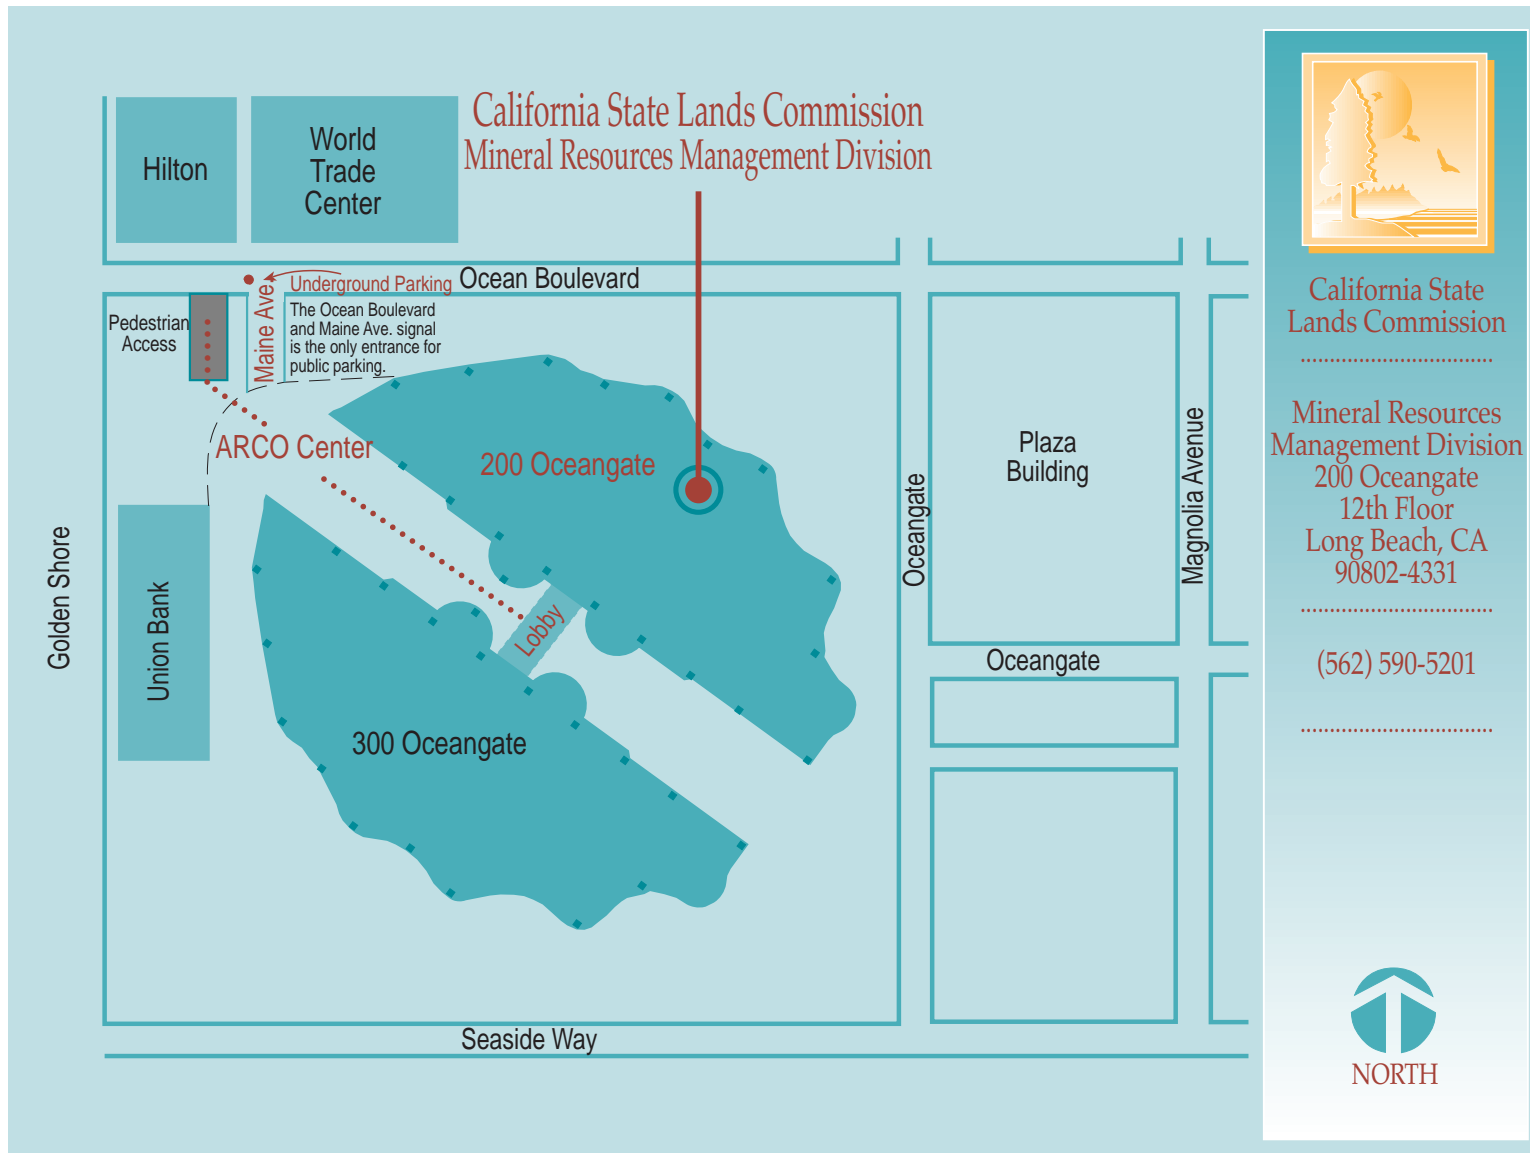 California State Lands Commission
Mineral Resources Management Division
Hilton
World
Trade
Center
Underground Parking
Ocean Boulevard
Maine Ave.
The Ocean Boulevard
and Maine Ave. signal
is the only entrance for
public parking.
Pedestrian
Access
ARCO Center
200 Oceangate
Lobby
300 Oceangate
Union Bank
Golden Shore
Oceangate
Plaza
Building
Magnolia Avenue
Oceangate
Seaside Way
California State
Lands Commission
Mineral Resources
Management Division
200 Oceangate
12th Floor
Long Beach, CA
90802-4331
(562) 590-5201
NORTH